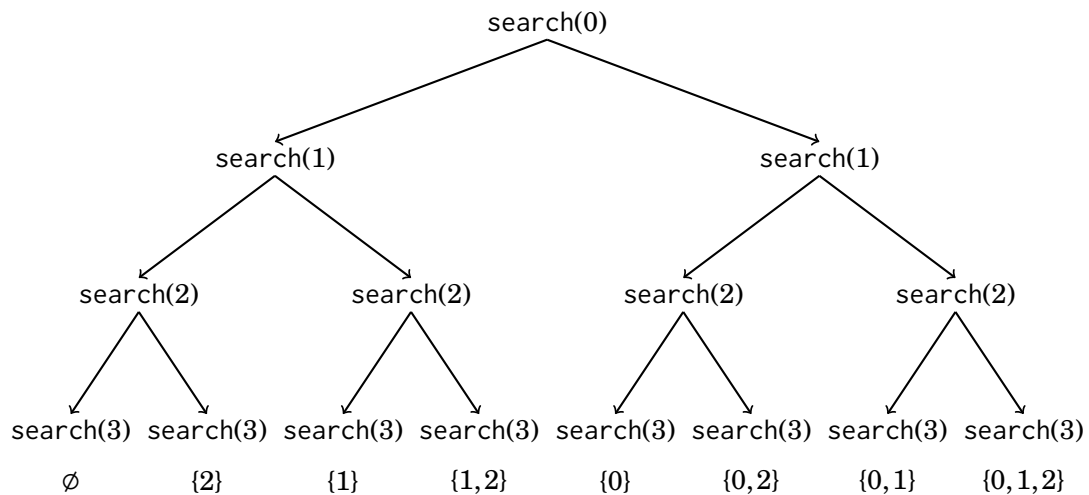 search(0)
search(1) search(1)
search(2) search(2) search(2) search(2)
search(3) search(3) search(3) search(3) search(3) search(3) search(3) search(3)
∅ {2} {1} {1,2} {0} {0,2} {0,1} {0,1,2}